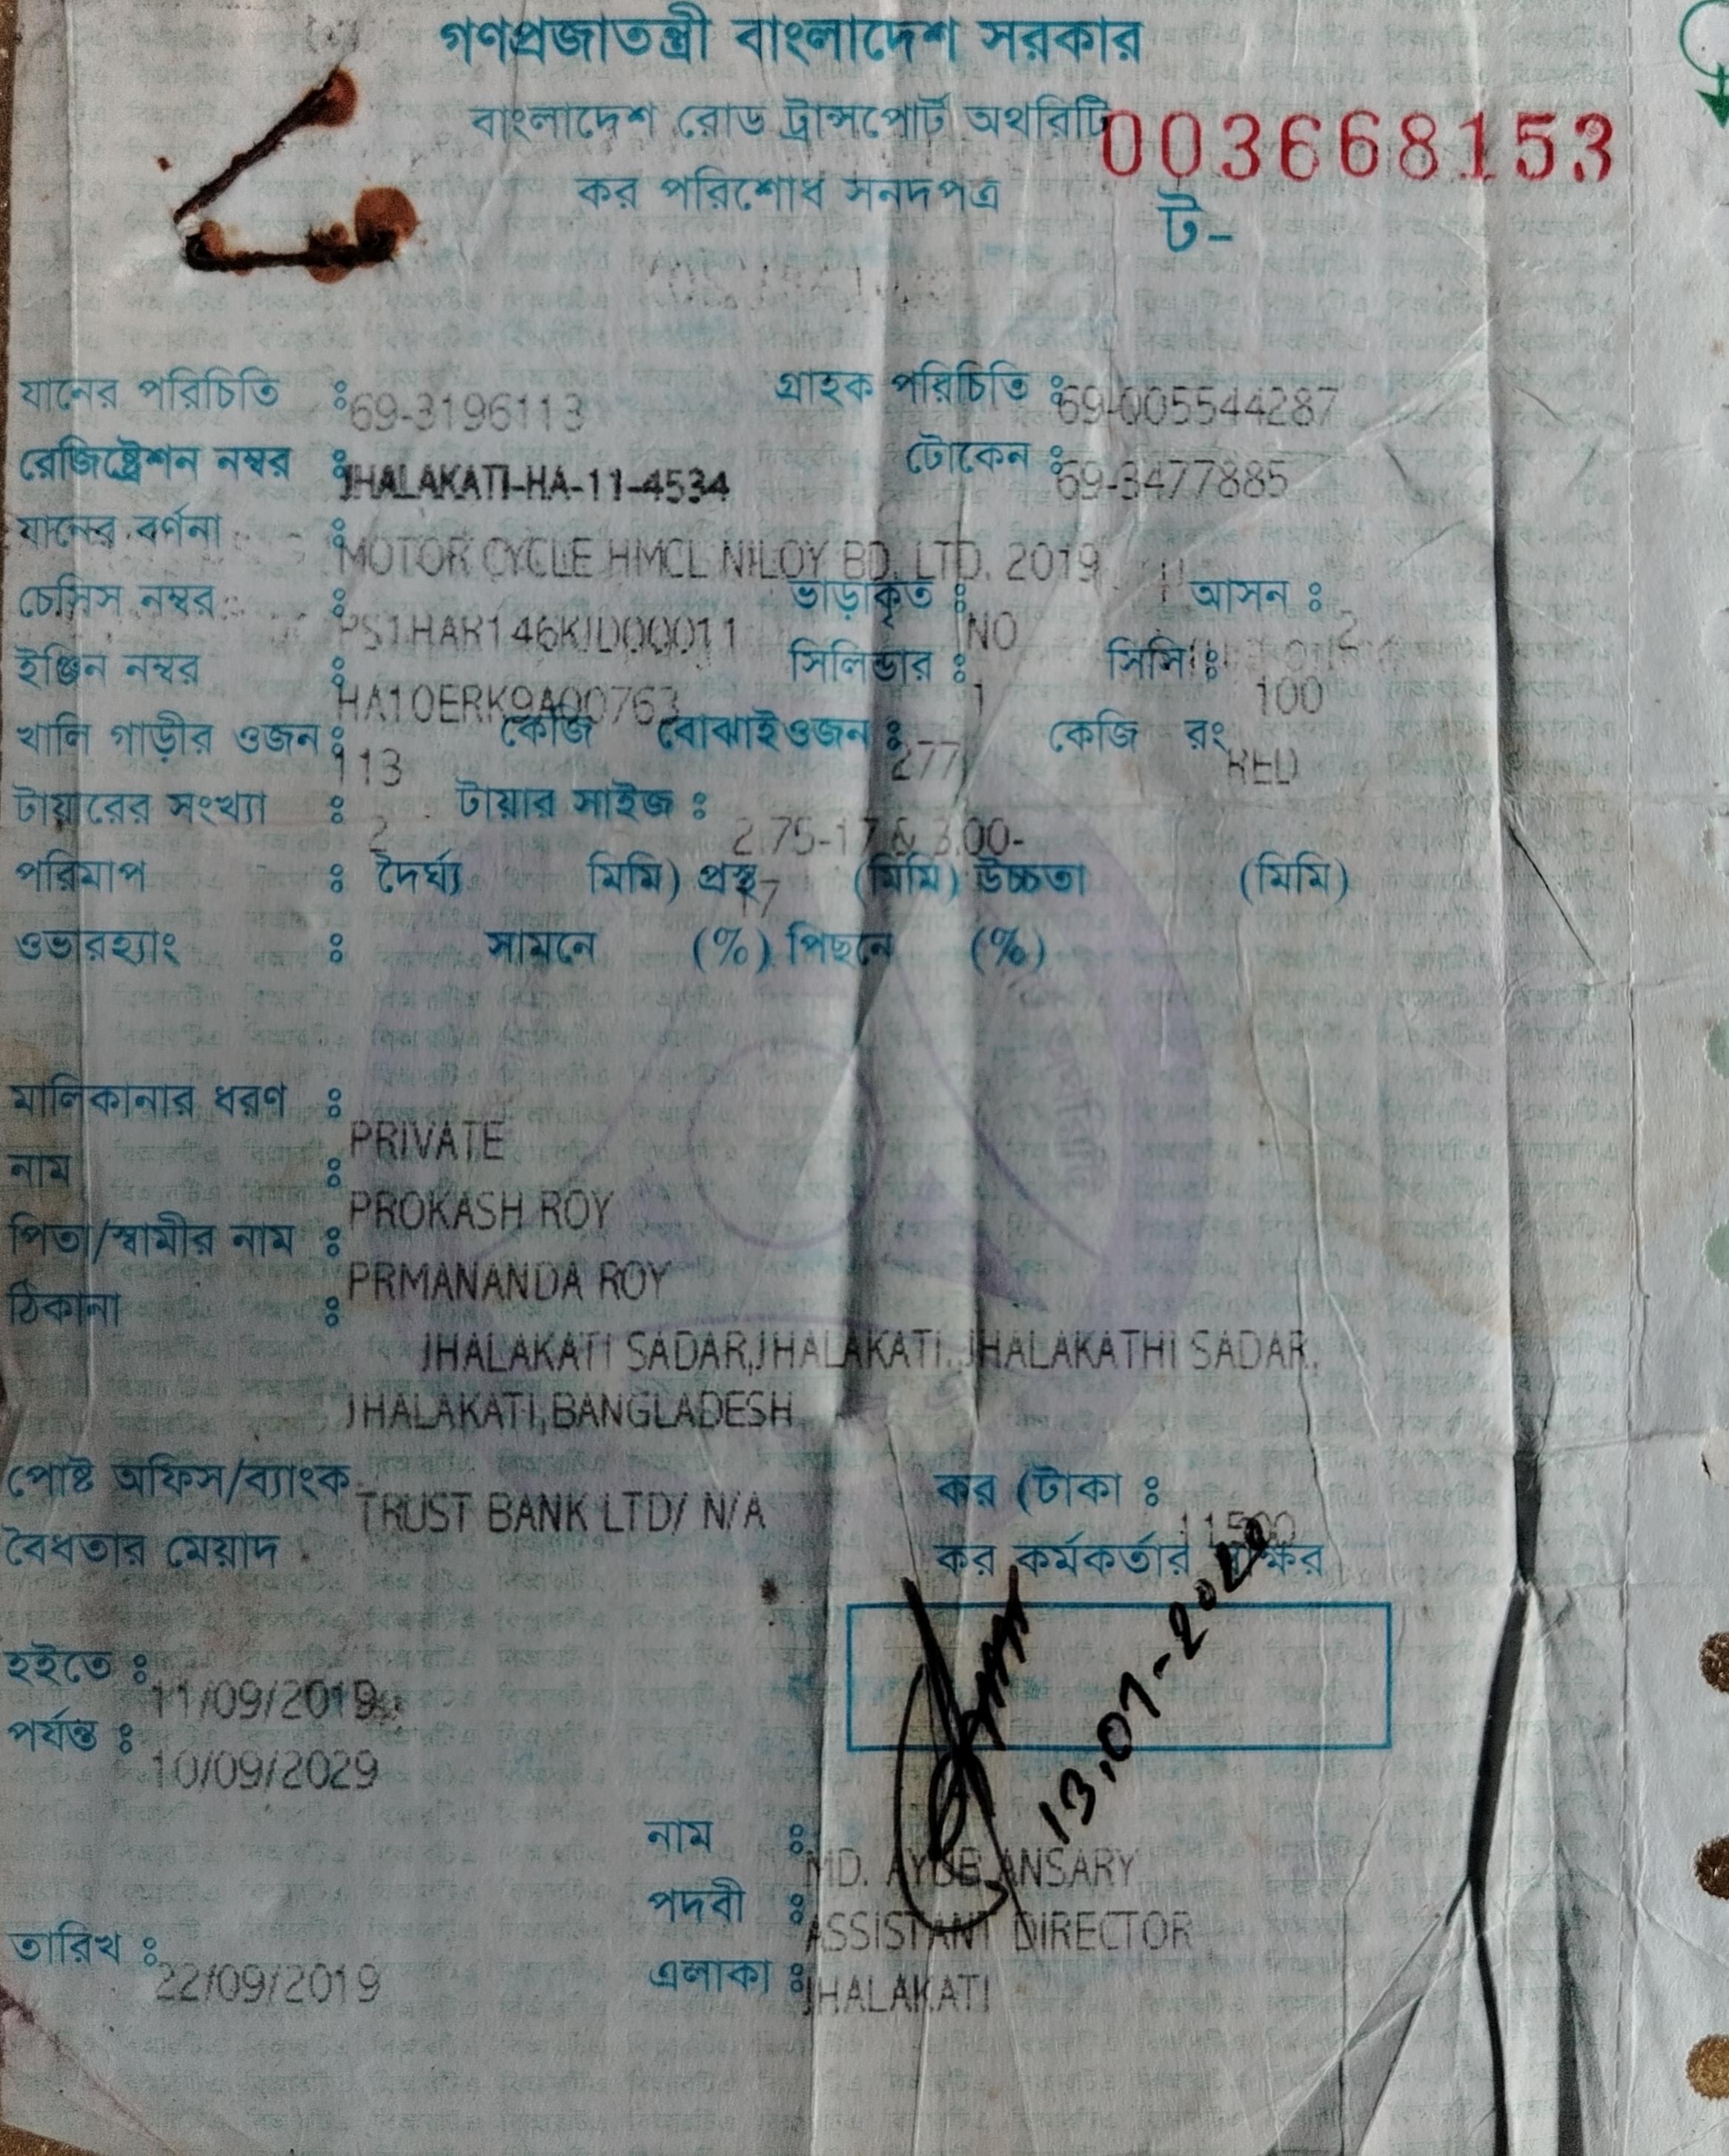 গণপ্রজাতন্ত্রী বাংলাদেশ সরকার
বাংলাদেশ রোড ট্রান্সপোর্ট অথরিটি
003668153
কর পরিশোধ সনদপত্র
ট-
যানের পরিচিতি : 69-3196113 গ্রাহক পরিচিতি : 69-005544287
রেজিষ্ট্রেশন নম্বর : JHALAKATI-HA-11-4534 টোকেন : 69-3477885
যানের বর্ণনা : MOTOR CYCLE HMCL NILOY BD. LTD. 2019
চেসিস নম্বর : PS1HAR146KJD00011 ভাড়াকৃত : NO আসন : 2
ইঞ্জিন নম্বর : HA10ERK9A00763 সিলিন্ডার : 1 সিসি : 100
খালি গাড়ীর ওজন : 113 কেজি বোঝাইওজন : 277 কেজি রং RED
টায়ারের সংখ্যা : 2 টায়ার সাইজ : 2.75-17 & 3.00-
17
পরিমাপ : দৈর্ঘ্য মিমি) প্রস্থ (মিমি) উচ্চতা (মিমি)
ওভারহ্যাং : সামনে (%) পিছনে (%)
মালিকানার ধরণ : PRIVATE
নাম : PROKASH ROY
পিতা/স্বামীর নাম : PRMANANDA ROY
ঠিকানা :
JHALAKATI SADAR,JHALAKATI, JHALAKATHI SADAR,
JHALAKATI,BANGLADESH
পোষ্ট অফিস/ব্যাংক TRUST BANK LTD/ N/A কর (টাকা : 11500
বৈধতার মেয়াদ কর কর্মকর্তার স্বাক্ষর
হইতে : 11/09/2019
পর্যন্ত : 10/09/2029
13.07-2020
নাম : MD. AYUB ANSARY
পদবী : ASSISTANT DIRECTOR
তারিখ : 22/09/2019 এলাকা : JHALAKATI